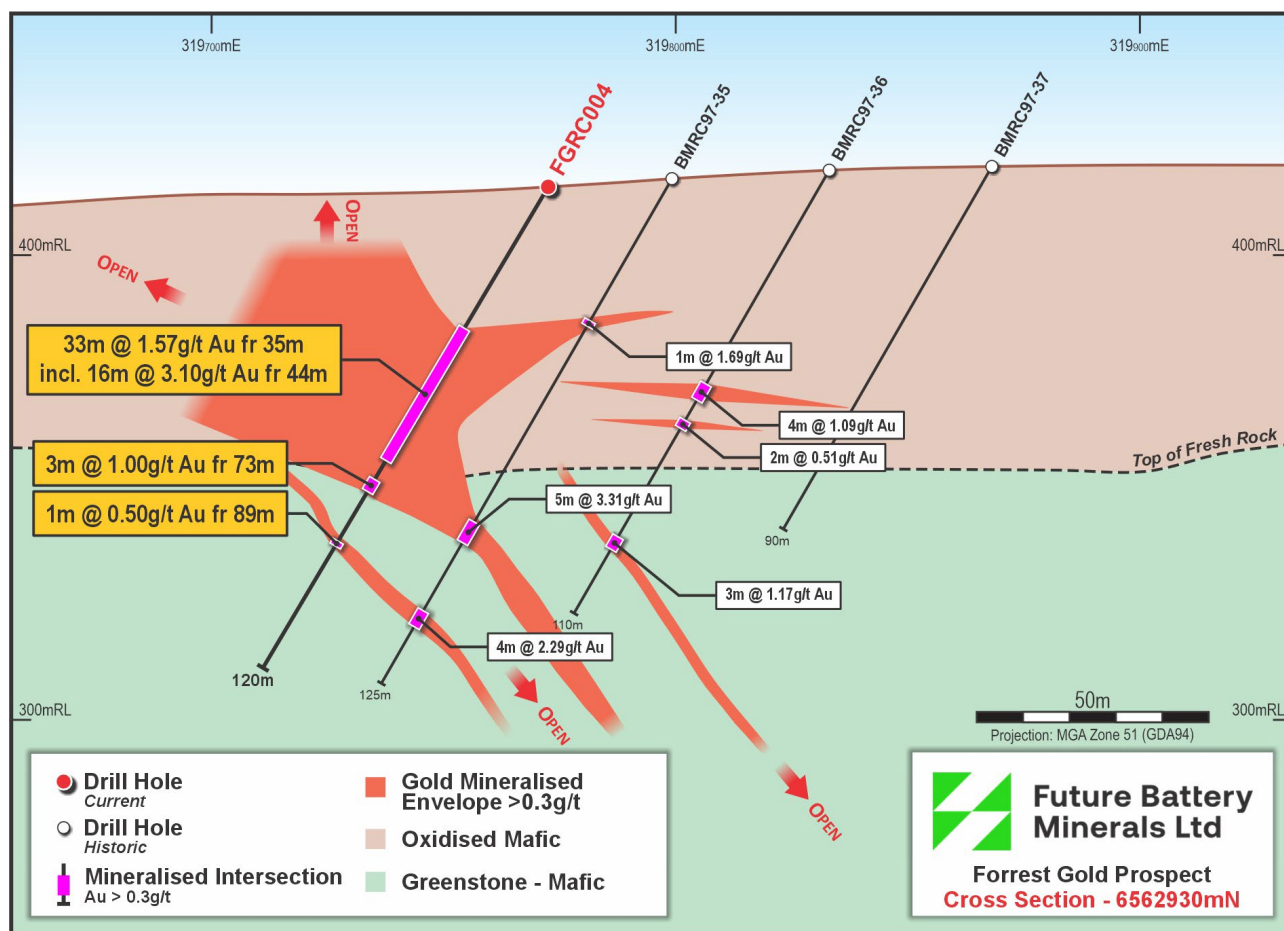 319700mE
319800mE
319900mE
FGRC004
BMRC97-35
BMRC97-36
BMRC97-37
400mRL
400mRL
OPEN
OPEN
33m @ 1.57g/t Au fr 35m
incl. 16m @ 3.10g/t Au fr 44m
1m @ 1.69g/t Au
4m @ 1.09g/t Au
2m @ 0.51g/t Au
Top of Fresh Rock
3m @ 1.00g/t Au fr 73m
1m @ 0.50g/t Au fr 89m
5m @ 3.31g/t Au
90m
3m @ 1.17g/t Au
110m
4m @ 2.29g/t Au
120m
125m
OPEN
OPEN
300mRL
300mRL
50m
Projection: MGA Zone 51 (GDA94)
Drill Hole
Current
Drill Hole
Historic
Mineralised Intersection
Au > 0.3g/t
Gold Mineralised
Envelope >0.3g/t
Oxidised Mafic
Greenstone - Mafic
Future Battery
Minerals Ltd
Forrest Gold Prospect
Cross Section - 6562930mN